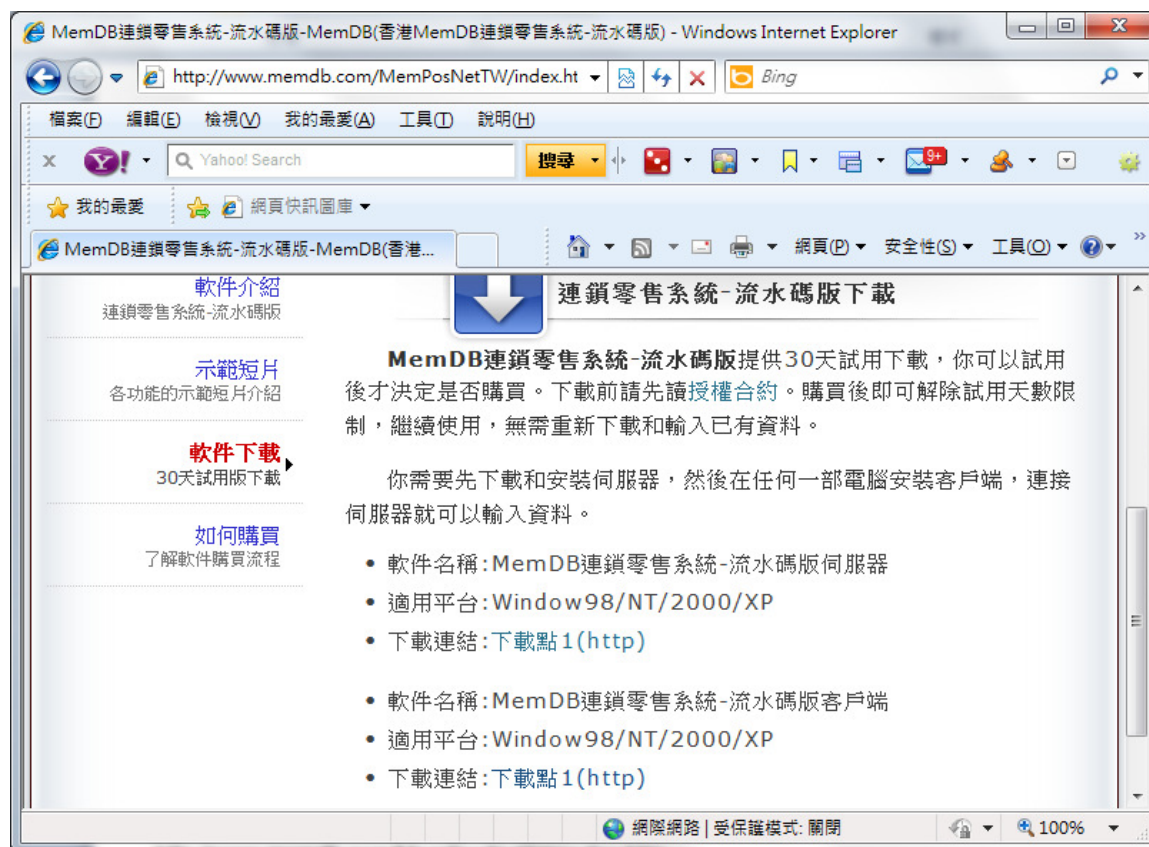 MemDB連鎖零售系統-流水碼版-MemDB(香港MemDB連鎖零售系統-流水碼版) - Windows Internet Explorer
http://www.memdb.com/MemPosNetTW/index.ht
Bing
檔案(F) 編輯(E) 檢視(V) 我的最愛(A) 工具(T) 說明(H)
x Y! Yahoo! Search 搜尋 9+
我的最愛 網頁快訊圖庫
MemDB連鎖零售系統-流水碼版-MemDB(香港... 網頁(P) 安全性(S) 工具(O)
軟件介紹
連鎖零售系統-流水碼版
示範短片
各功能的示範短片介紹
軟件下載
30天試用版下載
如何購買
了解軟件購買流程
連鎖零售系統-流水碼版下載
MemDB連鎖零售系統-流水碼版提供30天試用下載，你可以試用
後才決定是否購買。下載前請先讀授權合約。購買後即可解除試用天數限
制，繼續使用，無需重新下載和輸入已有資料。
你需要先下載和安裝伺服器，然後在任何一部電腦安裝客戶端，連接
伺服器就可以輸入資料。
• 軟件名稱:MemDB連鎖零售系統-流水碼版伺服器
• 適用平台:Window98/NT/2000/XP
• 下載連結:下載點1(http)
• 軟件名稱:MemDB連鎖零售系統-流水碼版客戶端
• 適用平台:Window98/NT/2000/XP
• 下載連結:下載點1(http)
網際網路 | 受保護模式: 關閉 100%